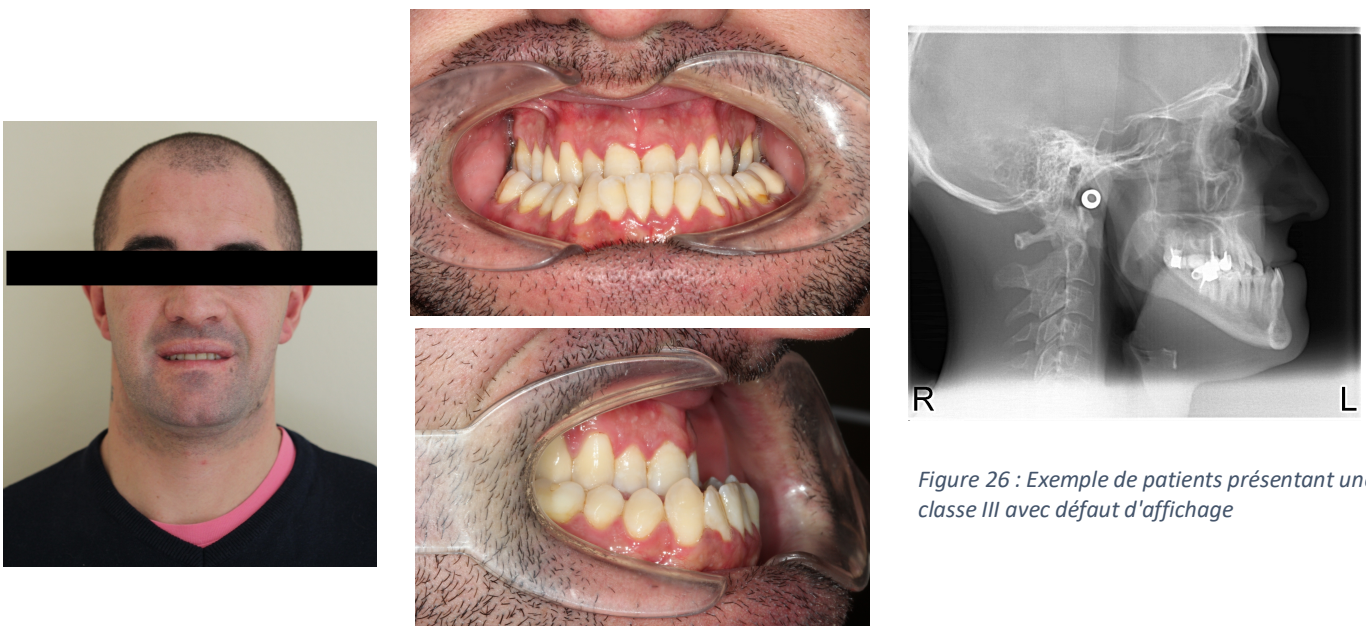 R
L
Figure 26 : Exemple de patients présentant un
classe III avec défaut d'affichage